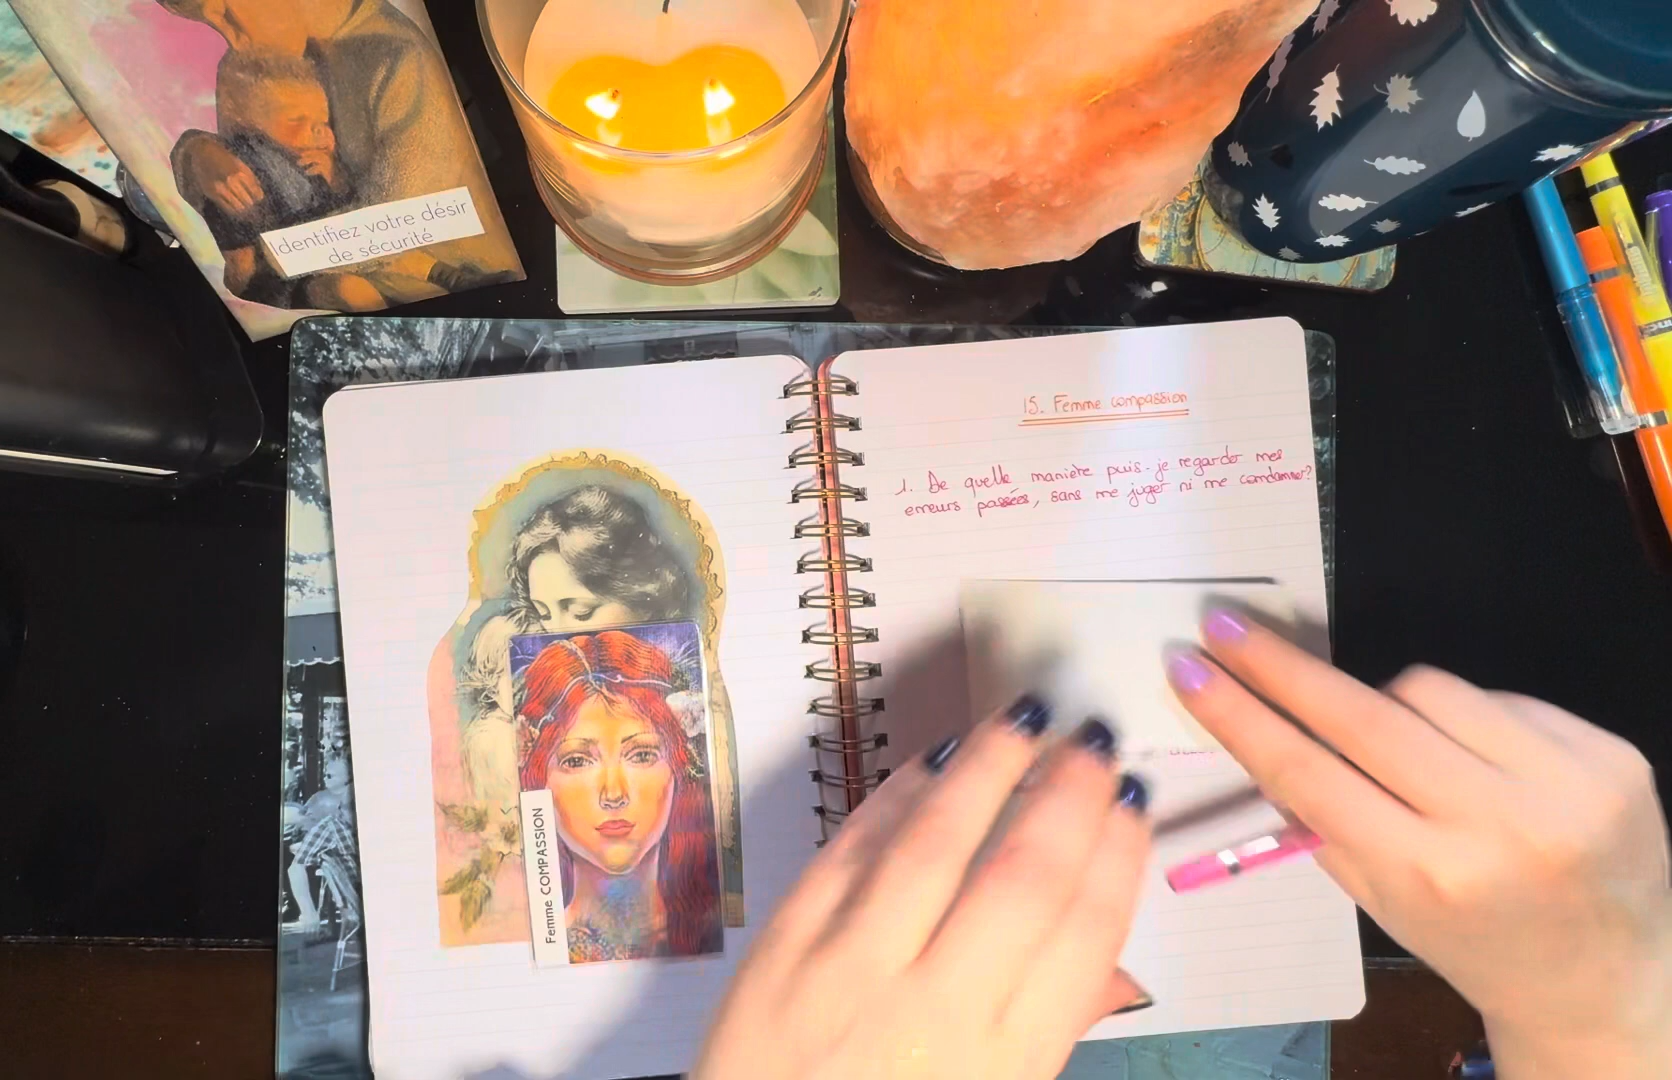 Identifiez votre désir
de sécurité
Femme COMPASSION
15. Femme compassion
1. De quelle manière puis-je regarder mes
erreurs passées, sans me juger ni me condamner?